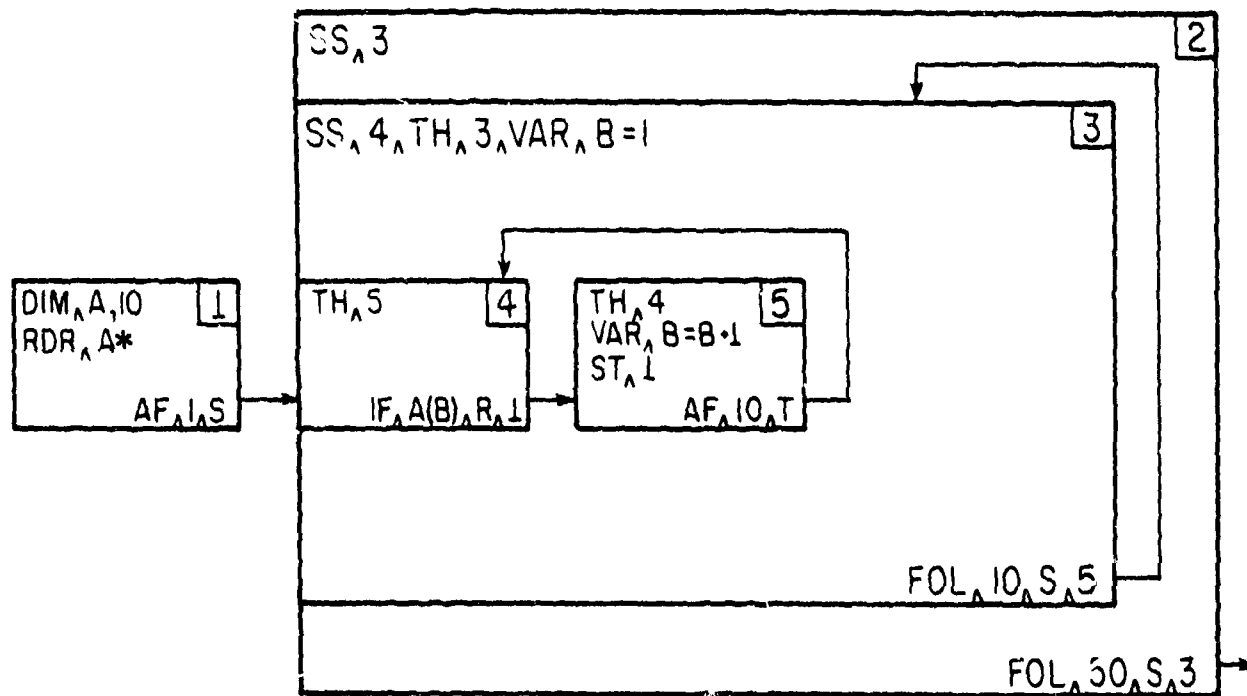 SS‸3
2
SS‸4‸TH‸3‸VAR‸B=1
3
DIM‸A,10
1
RDR‸A*
AF‸1‸S
TH‸5
4
IF‸A(B)‸R‸1
TH‸4
5
VAR‸B=B+1
ST‸1
AF‸10‸T
FOL‸10‸S‸5
FOL‸50‸S‸3